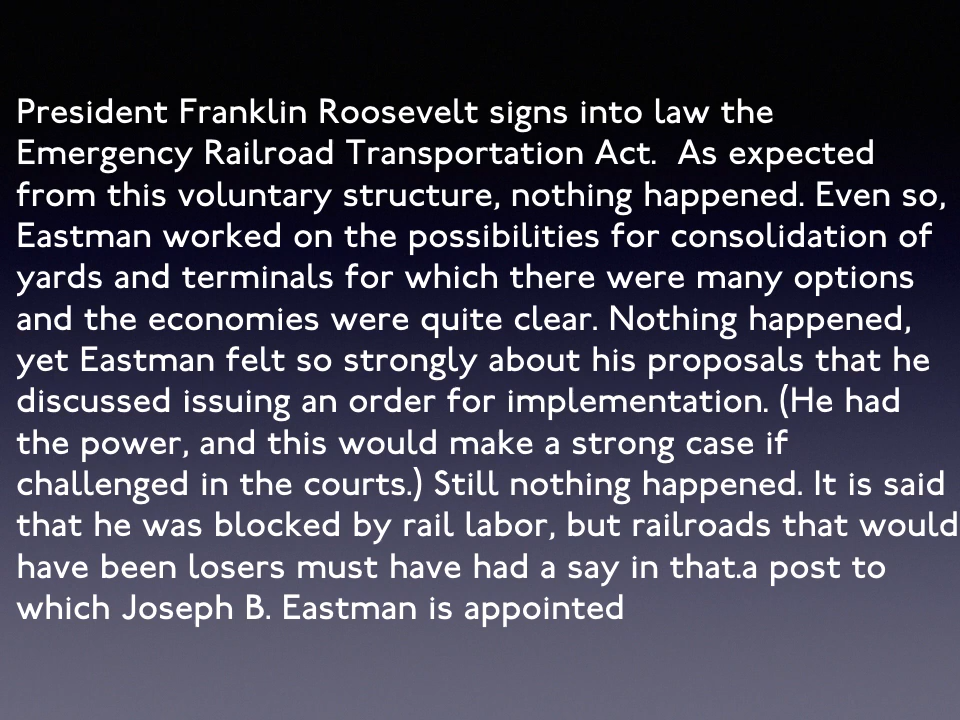 President Franklin Roosevelt signs into law the
Emergency Railroad Transportation Act.  As expected
from this voluntary structure, nothing happened. Even so,
Eastman worked on the possibilities for consolidation of
yards and terminals for which there were many options
and the economies were quite clear. Nothing happened,
yet Eastman felt so strongly about his proposals that he
discussed issuing an order for implementation. (He had
the power, and this would make a strong case if
challenged in the courts.) Still nothing happened. It is said
that he was blocked by rail labor, but railroads that would
have been losers must have had a say in that.a post to
which Joseph B. Eastman is appointed